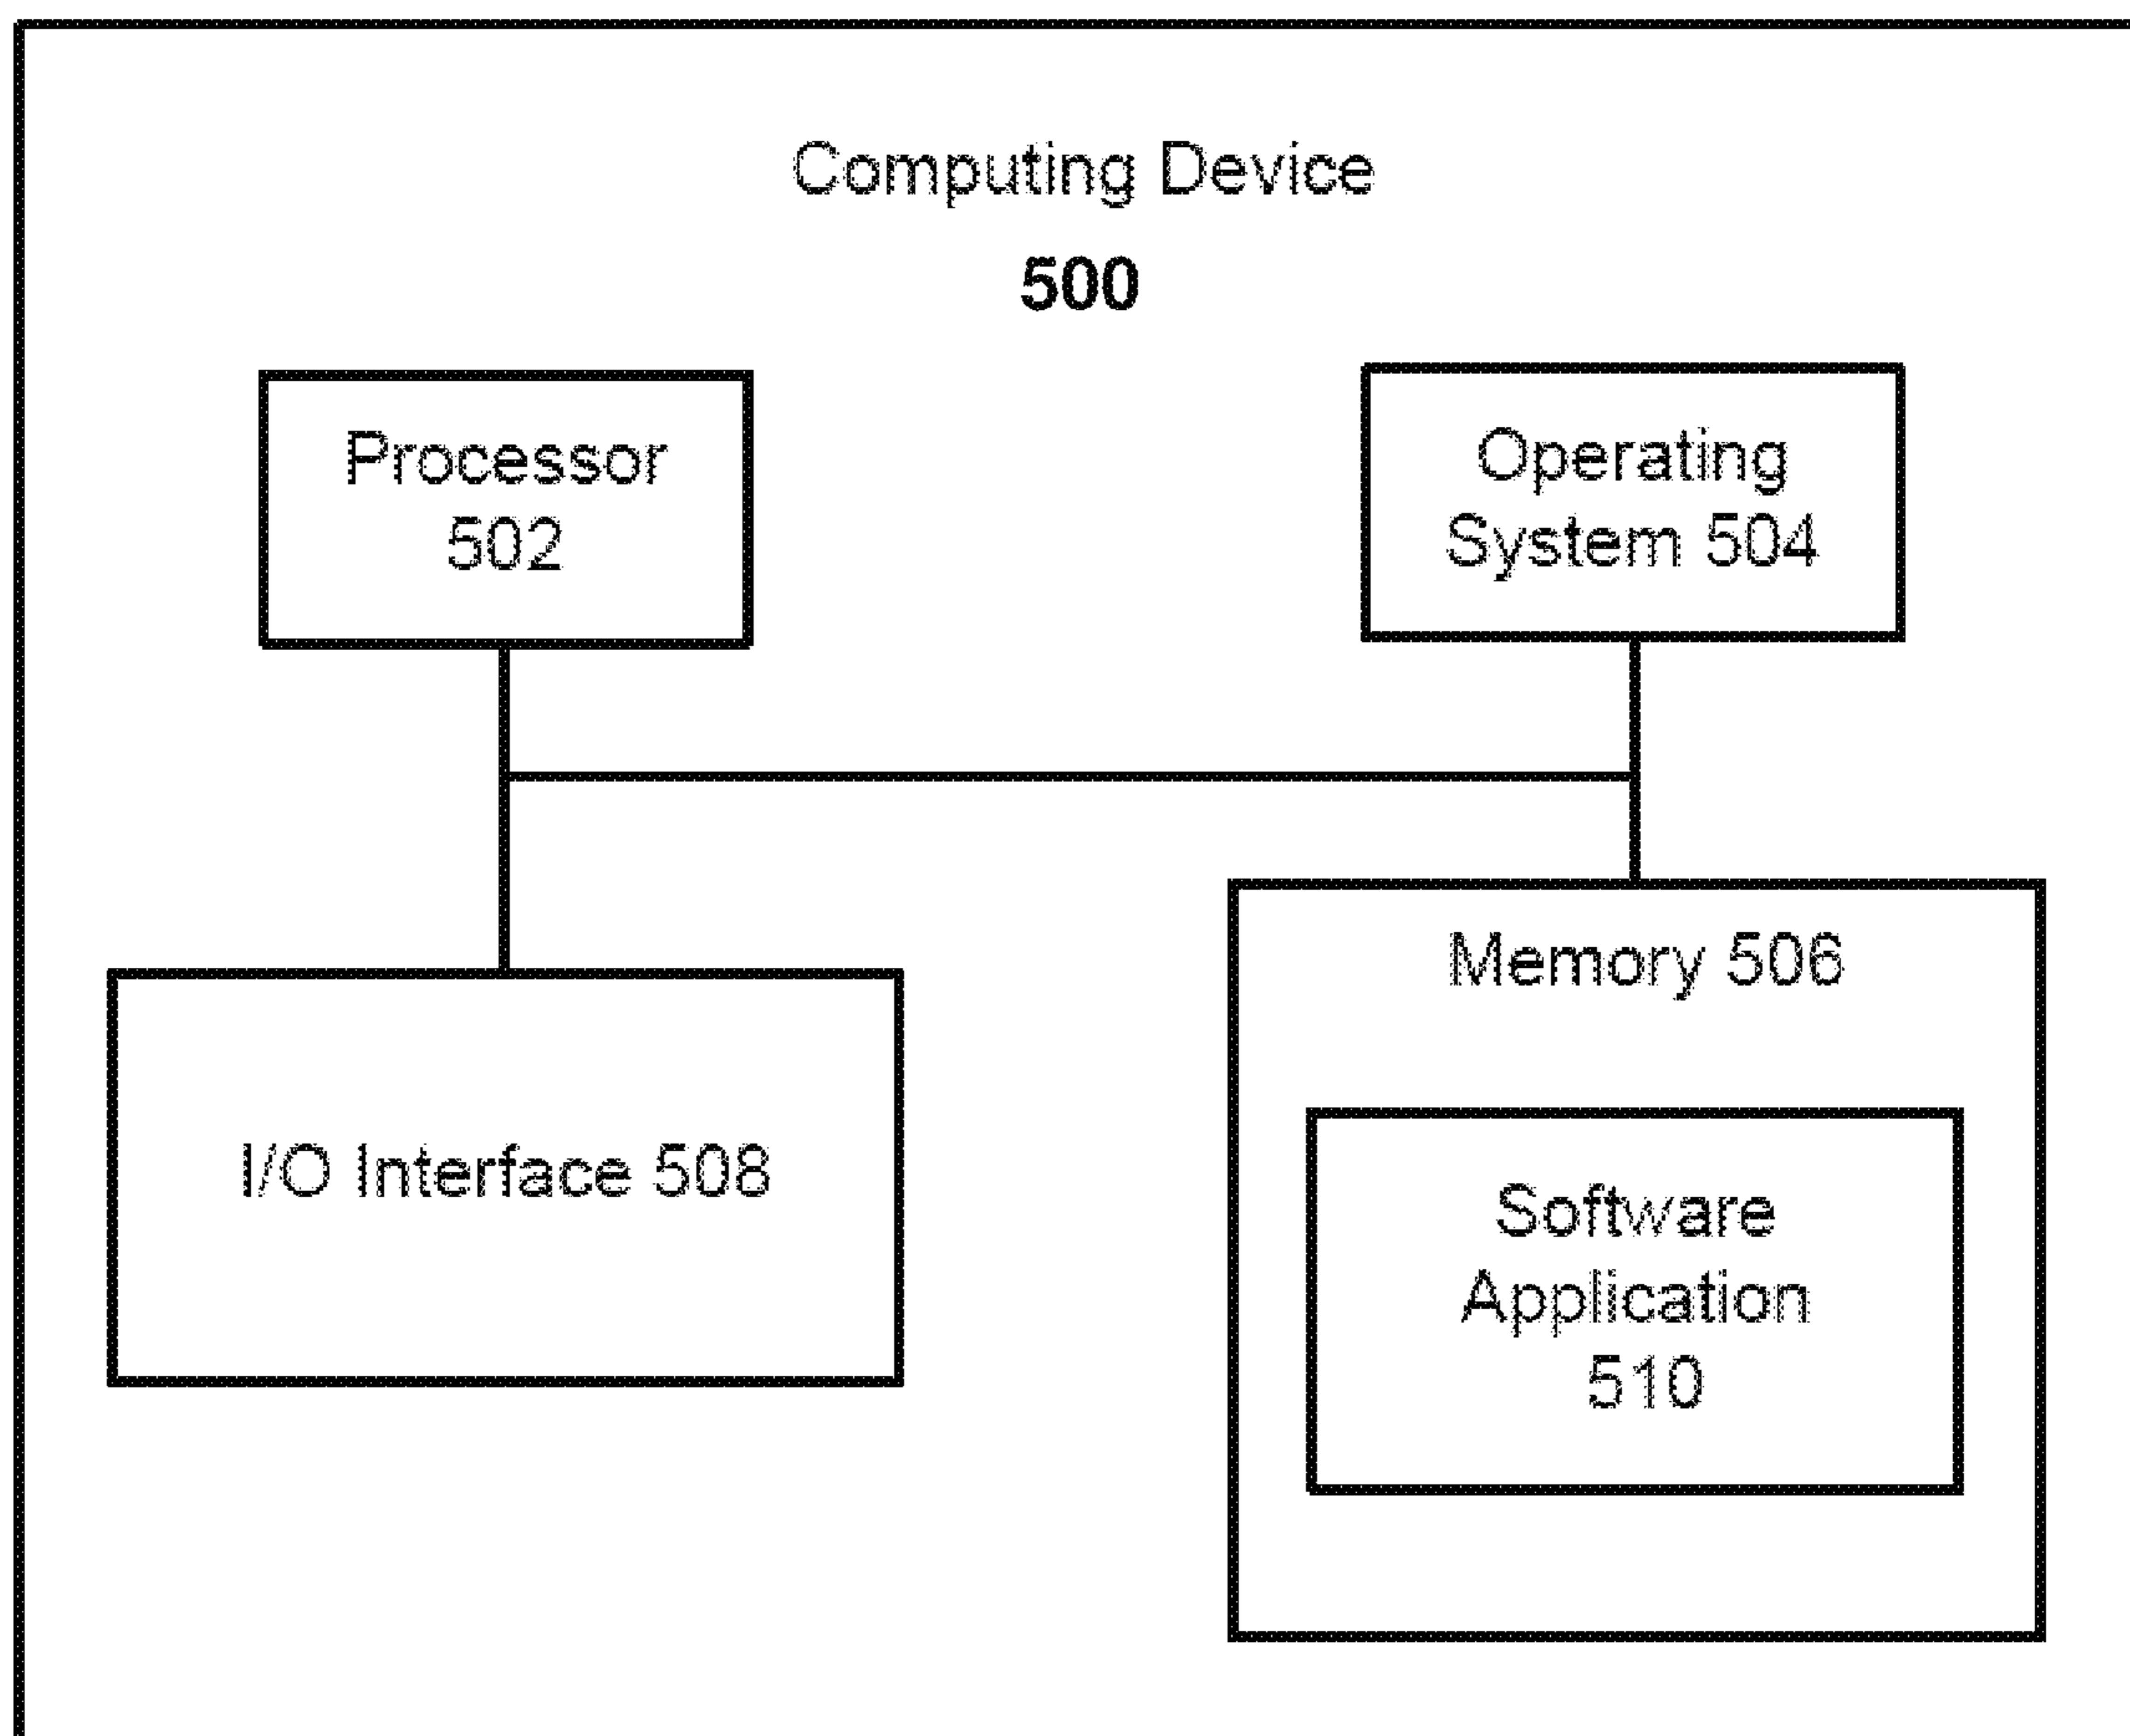 Computing Device
500
Processor
502
Operating
System 504
I/O Interface 508
Memory 506
Software
Application
510